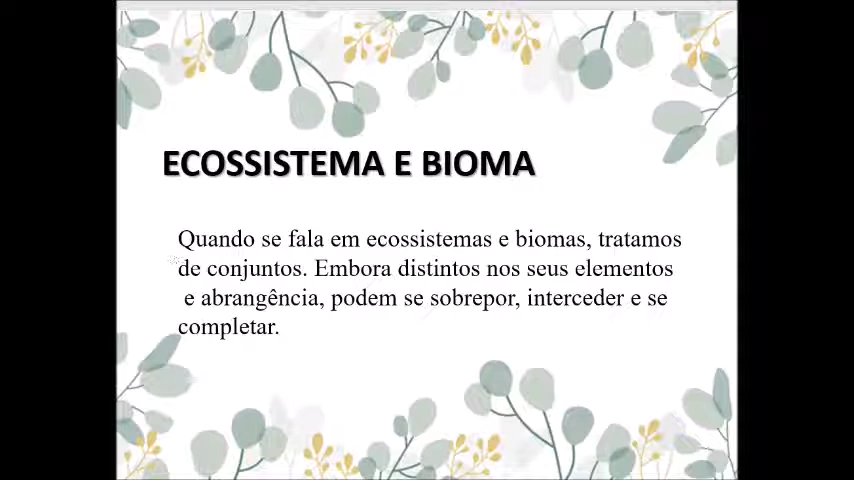 ECOSSISTEMA E BIOMA
Quando se fala em ecossistemas e biomas, tratamos
de conjuntos. Embora distintos nos seus elementos
e abrangência, podem se sobrepor, interceder e se
completar.